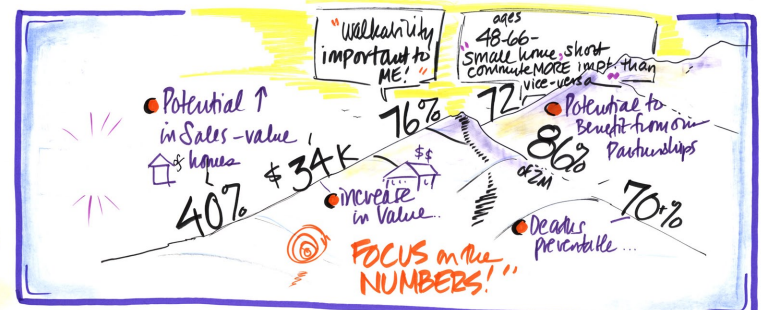 "Walkability
important to
ME!"
ages
48-66-
small home, short
commute MORE impt. than
vice-versa
Potential ↑
in Sales - value
of homes
40%
$34K
increase
in Value..
$$
76%
72
Potential to
Benefit from
Partnerships
86%
of 2M
70+%
Deaths
preventable...
FOCUS on the
NUMBERS!"